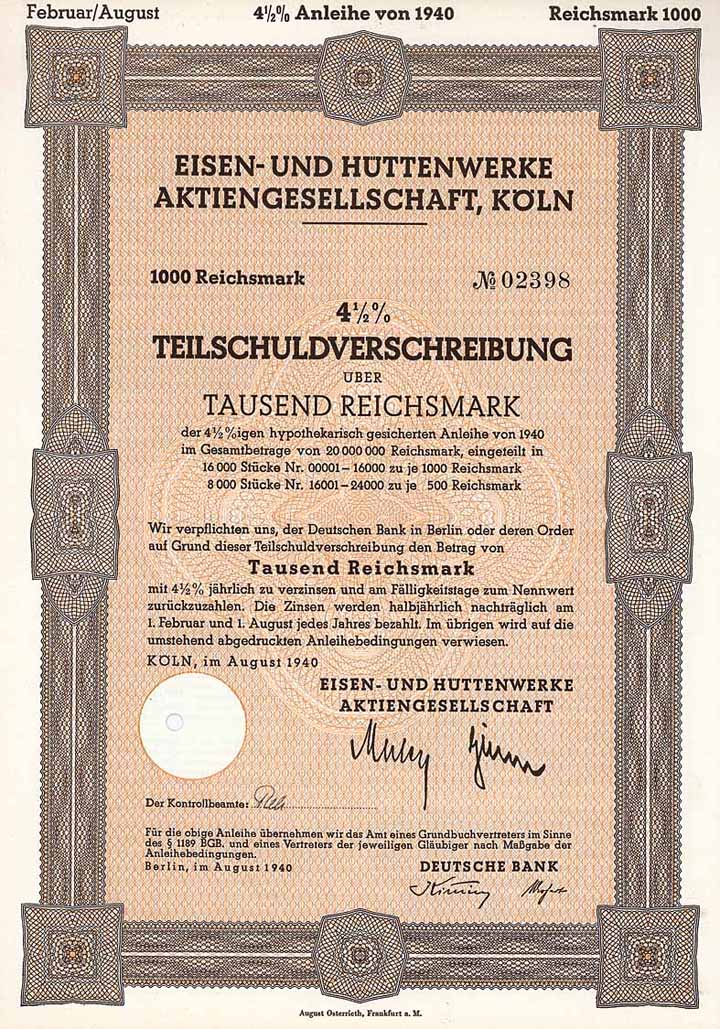 Februar/August 4½% Anleihe von 1940 Reichsmark 1000
EISEN- UND HÜTTENWERKE
AKTIENGESELLSCHAFT, KÖLN
1000 Reichsmark № 02398
4½%
TEILSCHULDVERSCHREIBUNG
ÜBER
TAUSEND REICHSMARK
der 4½%igen hypothekarisch gesicherten Anleihe von 1940
im Gesamtbetrage von 20 000 000 Reichsmark, eingeteilt in
16 000 Stücke Nr. 00001–16000 zu je 1000 Reichsmark
8 000 Stücke Nr. 16001–24000 zu je 500 Reichsmark
Wir verpflichten uns, der Deutschen Bank in Berlin oder deren Order
auf Grund dieser Teilschuldverschreibung den Betrag von
Tausend Reichsmark
mit 4½% jährlich zu verzinsen und am Fälligkeitstage zum Nennwert
zurückzuzahlen. Die Zinsen werden halbjährlich nachträglich am
1. Februar und 1. August jedes Jahres bezahlt. Im übrigen wird auf die
umstehend abgedruckten Anleihebedingungen verwiesen.
KÖLN, im August 1940
EISEN- UND HÜTTENWERKE
AKTIENGESELLSCHAFT
Der Kontrollbeamte:
Für die obige Anleihe übernehmen wir das Amt eines Grundbuchvertreters im Sinne
des § 1189 BGB. und eines Vertreters der jeweiligen Gläubiger nach Maßgabe der
Anleihebedingungen.
Berlin, im August 1940 DEUTSCHE BANK
August Osterrieth, Frankfurt a. M.